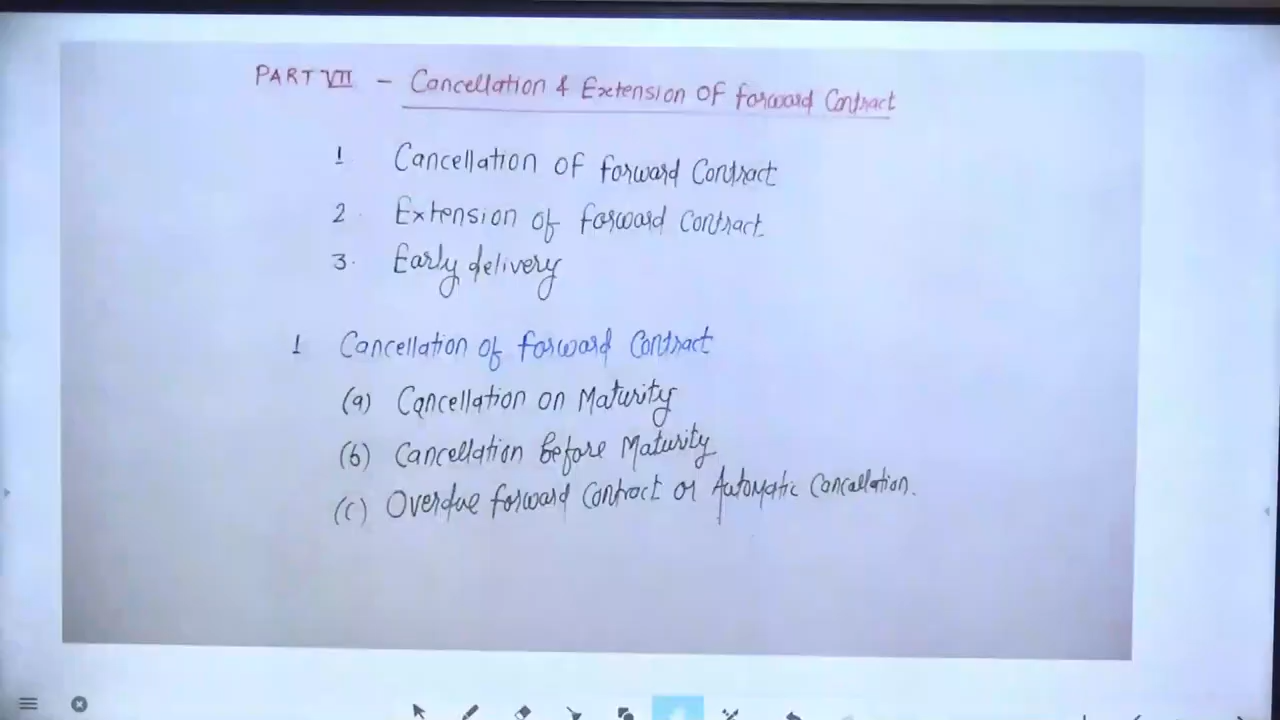 PART VII - Cancellation & Extension of forward Contract
1 Cancellation of forward Contract
2. Extension of forward Contract.
3. Early delivery
1 Cancellation of forward Contract
(a) Cancellation on Maturity
(b) Cancellation before Maturity
(c) Overdue forward Contract or Automatic Cancellation.